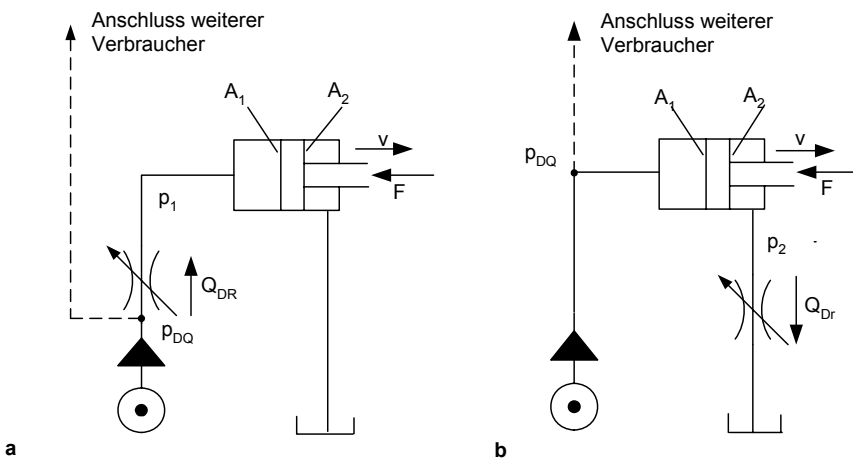 Anschluss weiterer
Verbraucher
A1
A2
v
F
p1
QDR
pDQ
a
Anschluss weiterer
Verbraucher
A1
A2
v
F
pDQ
p2
QDr
b